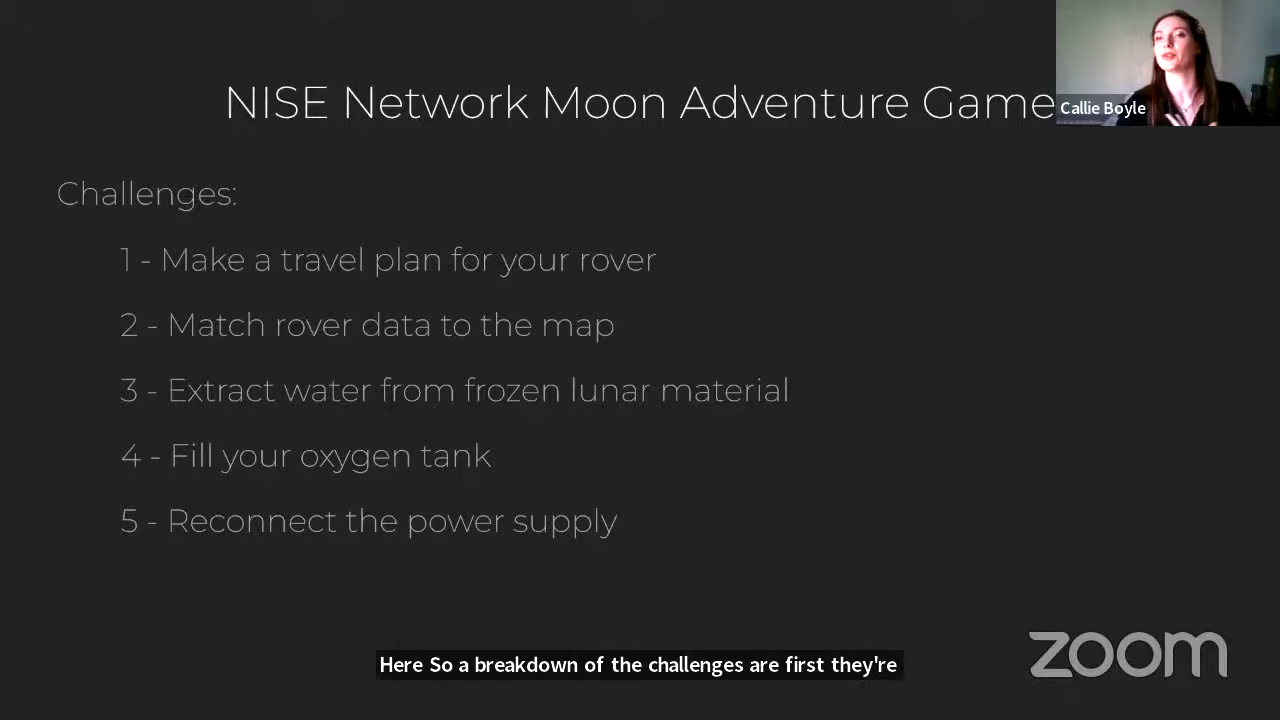 NISE Network Moon Adventure Game
Callie Boyle
Challenges:
1 - Make a travel plan for your rover
2 - Match rover data to the map
3 - Extract water from frozen lunar material
4 - Fill your oxygen tank
5 - Reconnect the power supply
zoom
Here So a breakdown of the challenges are first they're